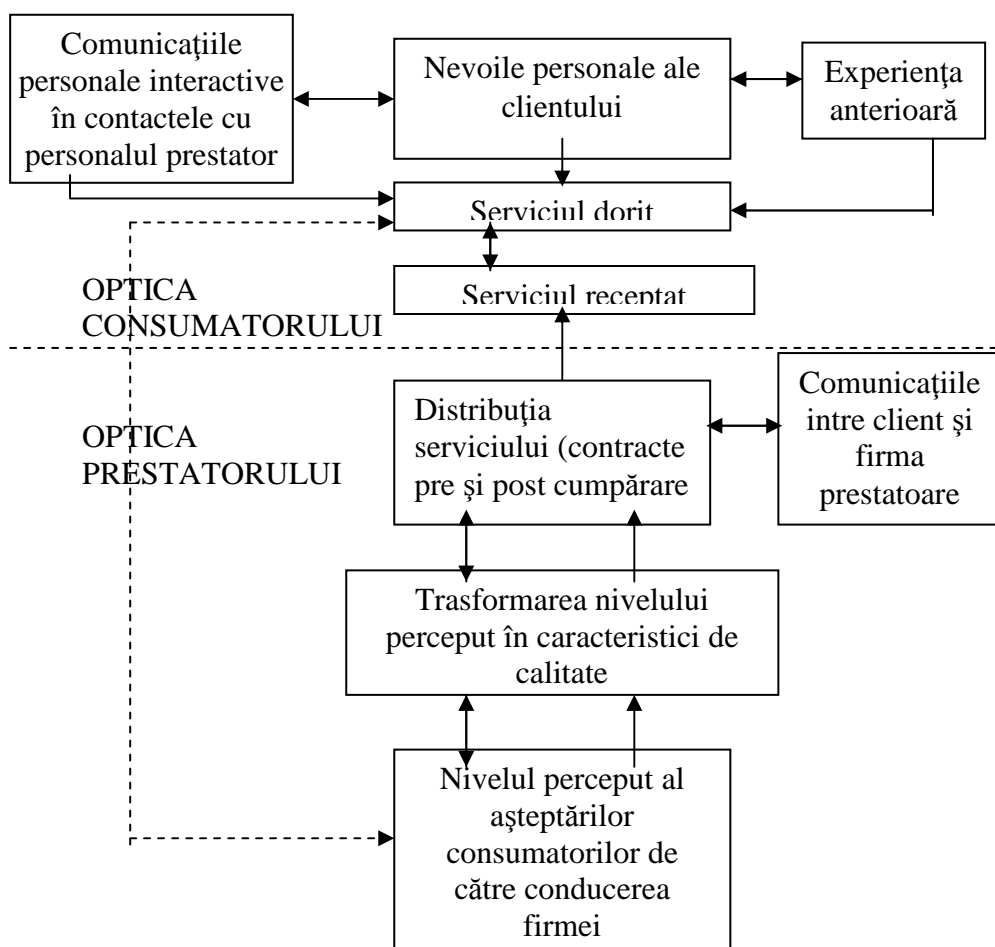 Comunicaţiile
personale interactive
în contactele cu
personalul prestator
Nevoile personale ale
clientului
Experienţa
anterioară
Serviciul dorit
Serviciul receptat
OPTICA
CONSUMATORULUI
OPTICA
PRESTATORULUI
Distribuţia
serviciului (contracte
pre şi post cumpărare
Comunicaţiile
intre client şi
firma
prestatoare
Trasformarea nivelului
perceput în caracteristici de
calitate
Nivelul perceput al
aşteptărilor
consumatorilor de
către conducerea
firmei